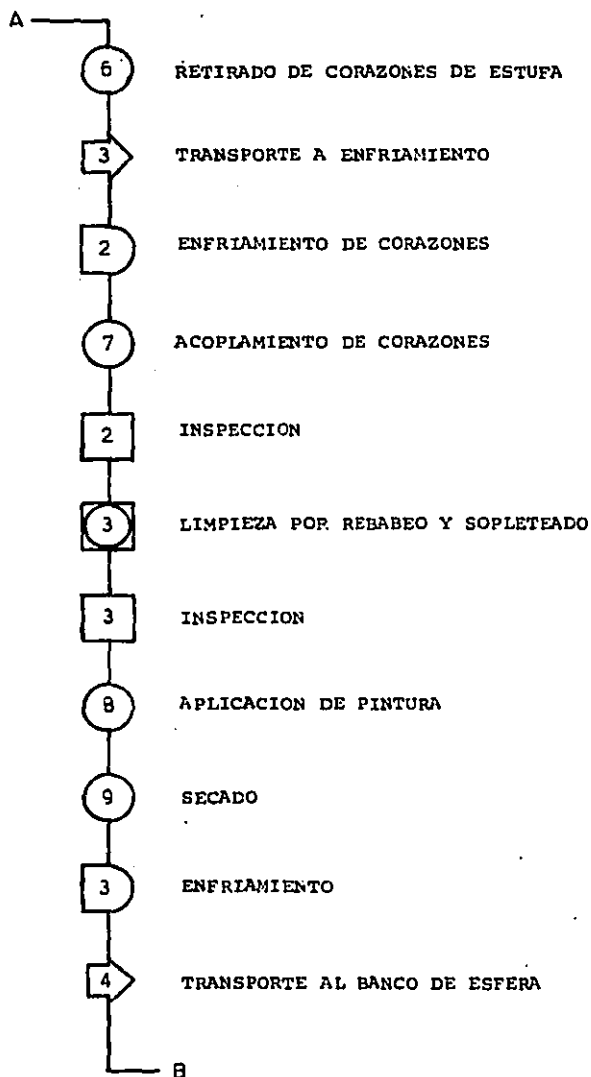 A
6 RETIRADO DE CORAZONES DE ESTUFA
3 TRANSPORTE A ENFRIAMIENTO
2 ENFRIAMIENTO DE CORAZONES
7 ACOPLAMIENTO DE CORAZONES
2 INSPECCION
3 LIMPIEZA POR REBABEO Y SOPLETEADO
3 INSPECCION
8 APLICACION DE PINTURA
9 SECADO
3 ENFRIAMIENTO
4 TRANSPORTE AL BANCO DE ESFERA
B